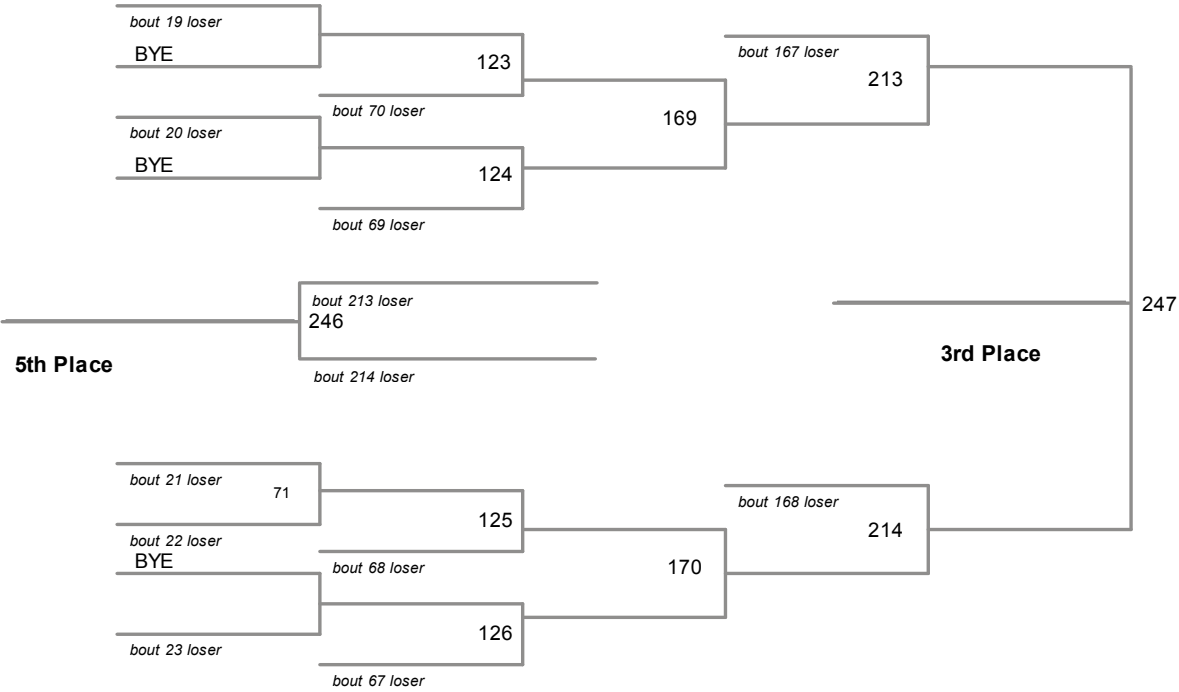 bout 19 loser
BYE
123
bout 70 loser
bout 20 loser
BYE
124
bout 69 loser
169
bout 167 loser
213
bout 213 loser
246
5th Place
bout 214 loser
247
3rd Place
bout 21 loser
71
bout 22 loser
125
bout 68 loser
BYE
bout 23 loser
126
bout 67 loser
170
bout 168 loser
214